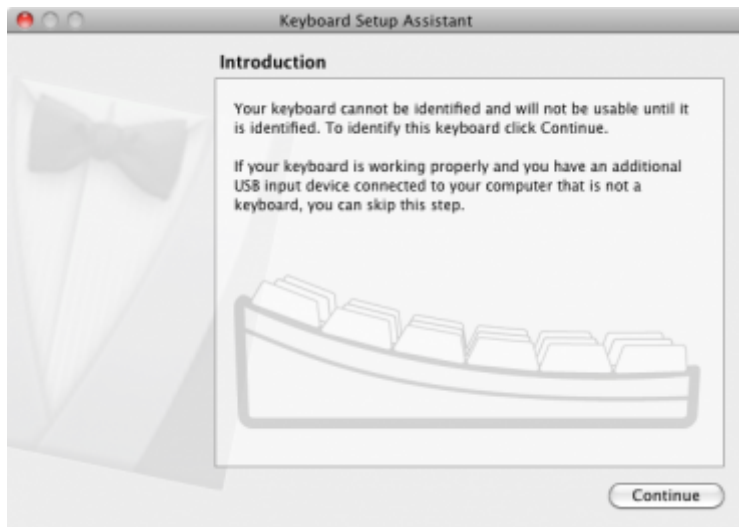 Keyboard Setup Assistant
Introduction
Your keyboard cannot be identified and will not be usable until it
is identified. To identify this keyboard click Continue.
If your keyboard is working properly and you have an additional
USB input device connected to your computer that is not a
keyboard, you can skip this step.
Continue